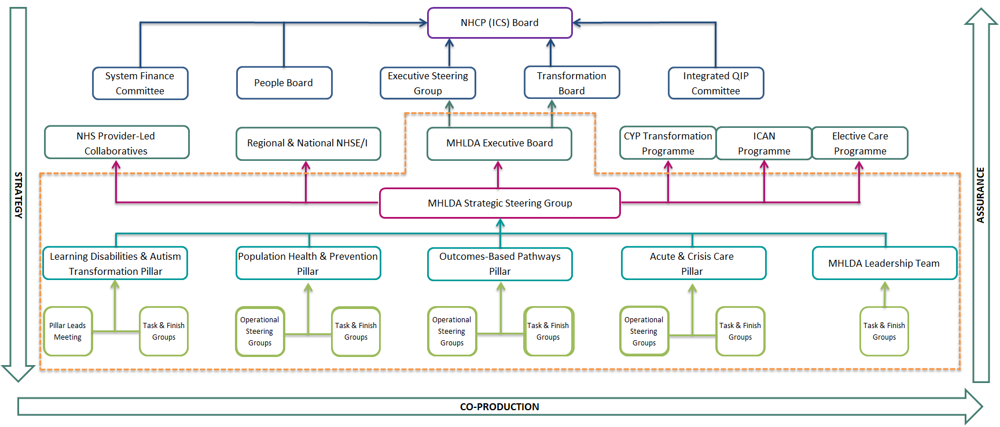 NHCP (ICS) Board
System Finance
Committee
People Board
Executive Steering
Group
Transformation
Board
Integrated QIP
Committee
NHS Provider-Led
Collaboratives
Regional & National NHSE/I
MHLDA Executive Board
CYP Transformation
Programme
ICAN
Programme
Elective Care
Programme
STRATEGY
ASSURANCE
MHLDA Strategic Steering Group
Learning Disabilities & Autism
Transformation Pillar
Population Health & Prevention
Pillar
Outcomes-Based Pathways
Pillar
Acute & Crisis Care
Pillar
MHLDA Leadership Team
Pillar Leads
Meeting
Task & Finish
Groups
Operational
Steering
Groups
Task & Finish
Groups
Operational
Steering
Groups
Task & Finish
Groups
Operational
Steering
Groups
Task & Finish
Groups
Task & Finish
Groups
CO-PRODUCTION